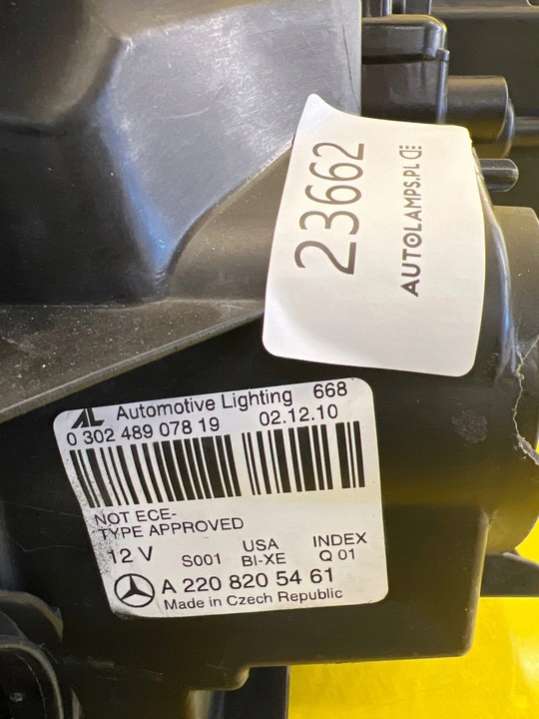 23662
AUTOLAMPS.PL
AL Automotive Lighting 668
0 302 489 078 19 02.12.10
NOT ECE-
TYPE APPROVED
12 V S001 USA BI-XE INDEX Q 01
A 220 820 54 61
Made in Czech Republic